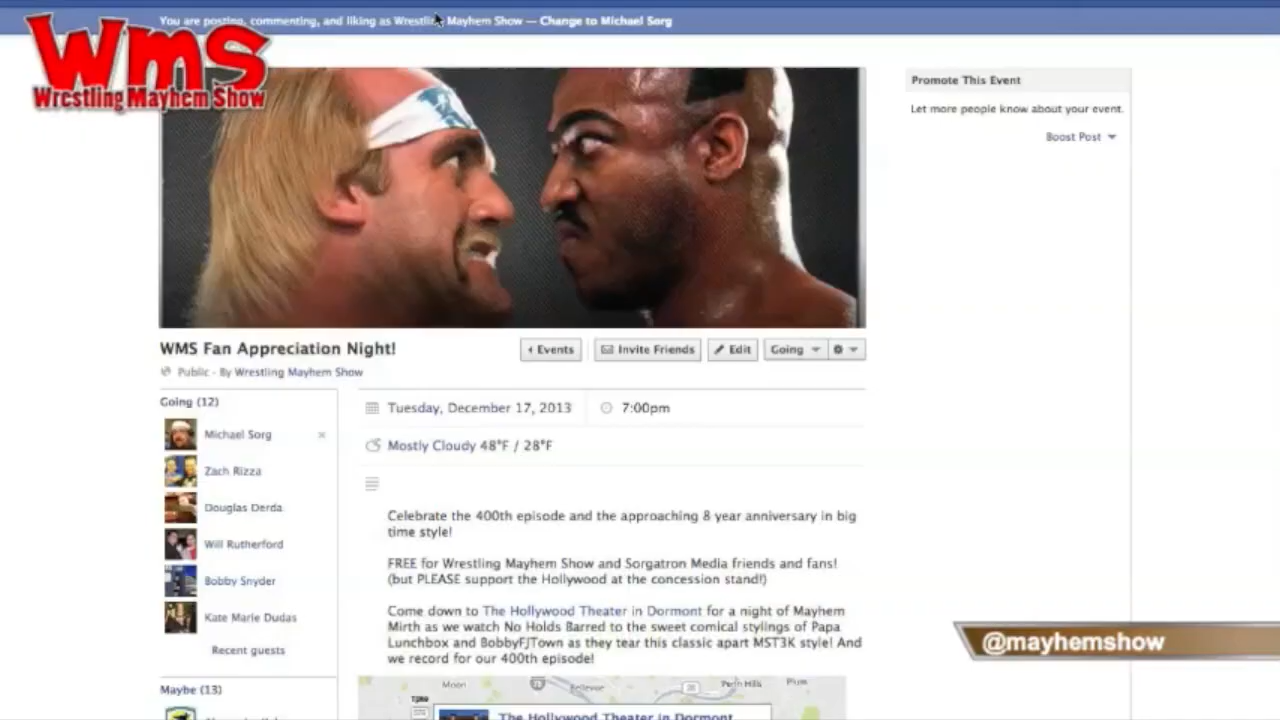 You are posting, commenting, and liking as Wrestling Mayhem Show — Change to Michael Sorg
WMS
Wrestling Mayhem Show
Promote This Event
Let more people know about your event.
Boost Post
WMS Fan Appreciation Night!
Events
Invite Friends
Edit
Going
Public · By Wrestling Mayhem Show
Going (12)
Michael Sorg
Zach Rizza
Douglas Derda
Will Rutherford
Bobby Snyder
Kate Marie Dudas
Recent guests
Maybe (13)
Tuesday, December 17, 2013
7:00pm
Mostly Cloudy 48°F / 28°F
Celebrate the 400th episode and the approaching 8 year anniversary in big
time style!
FREE for Wrestling Mayhem Show and Sorgatron Media friends and fans!
(but PLEASE support the Hollywood at the concession stand!)
Come down to The Hollywood Theater in Dormont for a night of Mayhem
Mirth as we watch No Holds Barred to the sweet comical stylings of Papa
Lunchbox and BobbyFJTown as they tear this classic apart MST3K style! And
we record for our 400th episode!
@mayhemshow
Moon
Bellevue
Penn Hills
The Hollywood Theater in Dormont